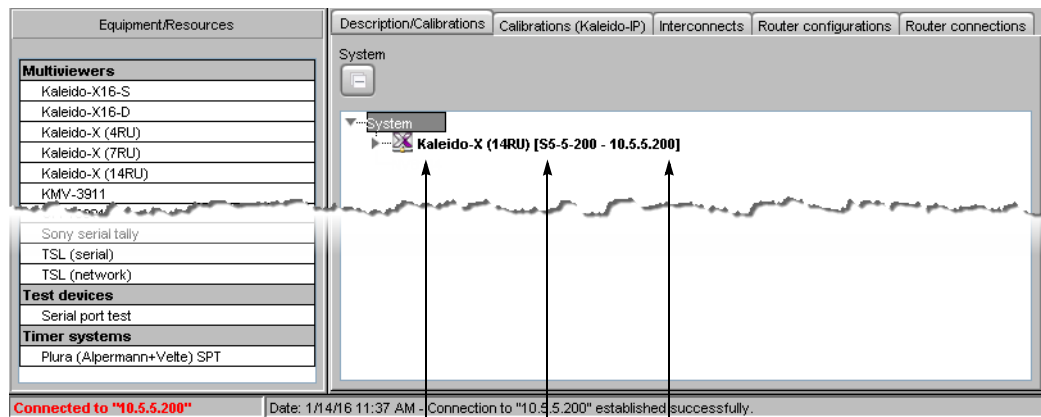 Equipment/Resources
Multiviewers
Kaleido-X16-S
Kaleido-X16-D
Kaleido-X (4RU)
Kaleido-X (7RU)
Kaleido-X (14RU)
KMV-3911
Sony serial tally
TSL (serial)
TSL (network)
Test devices
Serial port test
Timer systems
Plura (Alpermann+Velte) SPT
Description/Calibrations
Calibrations (Kaleido-IP)
Interconnects
Router configurations
Router connections
System
System
Kaleido-X (14RU) [S5-5-200 - 10.5.5.200]
Connected to "10.5.5.200"
Date: 1/14/16 11:37 AM - Connection to "10.5.5.200" established successfully.